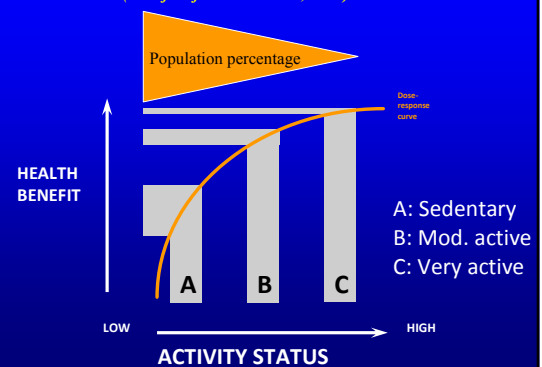 Population percentage
Dose-
response
curve
HEALTH
BENEFIT
A: Sedentary
B: Mod. active
C: Very active
A B C
LOW HIGH
ACTIVITY STATUS